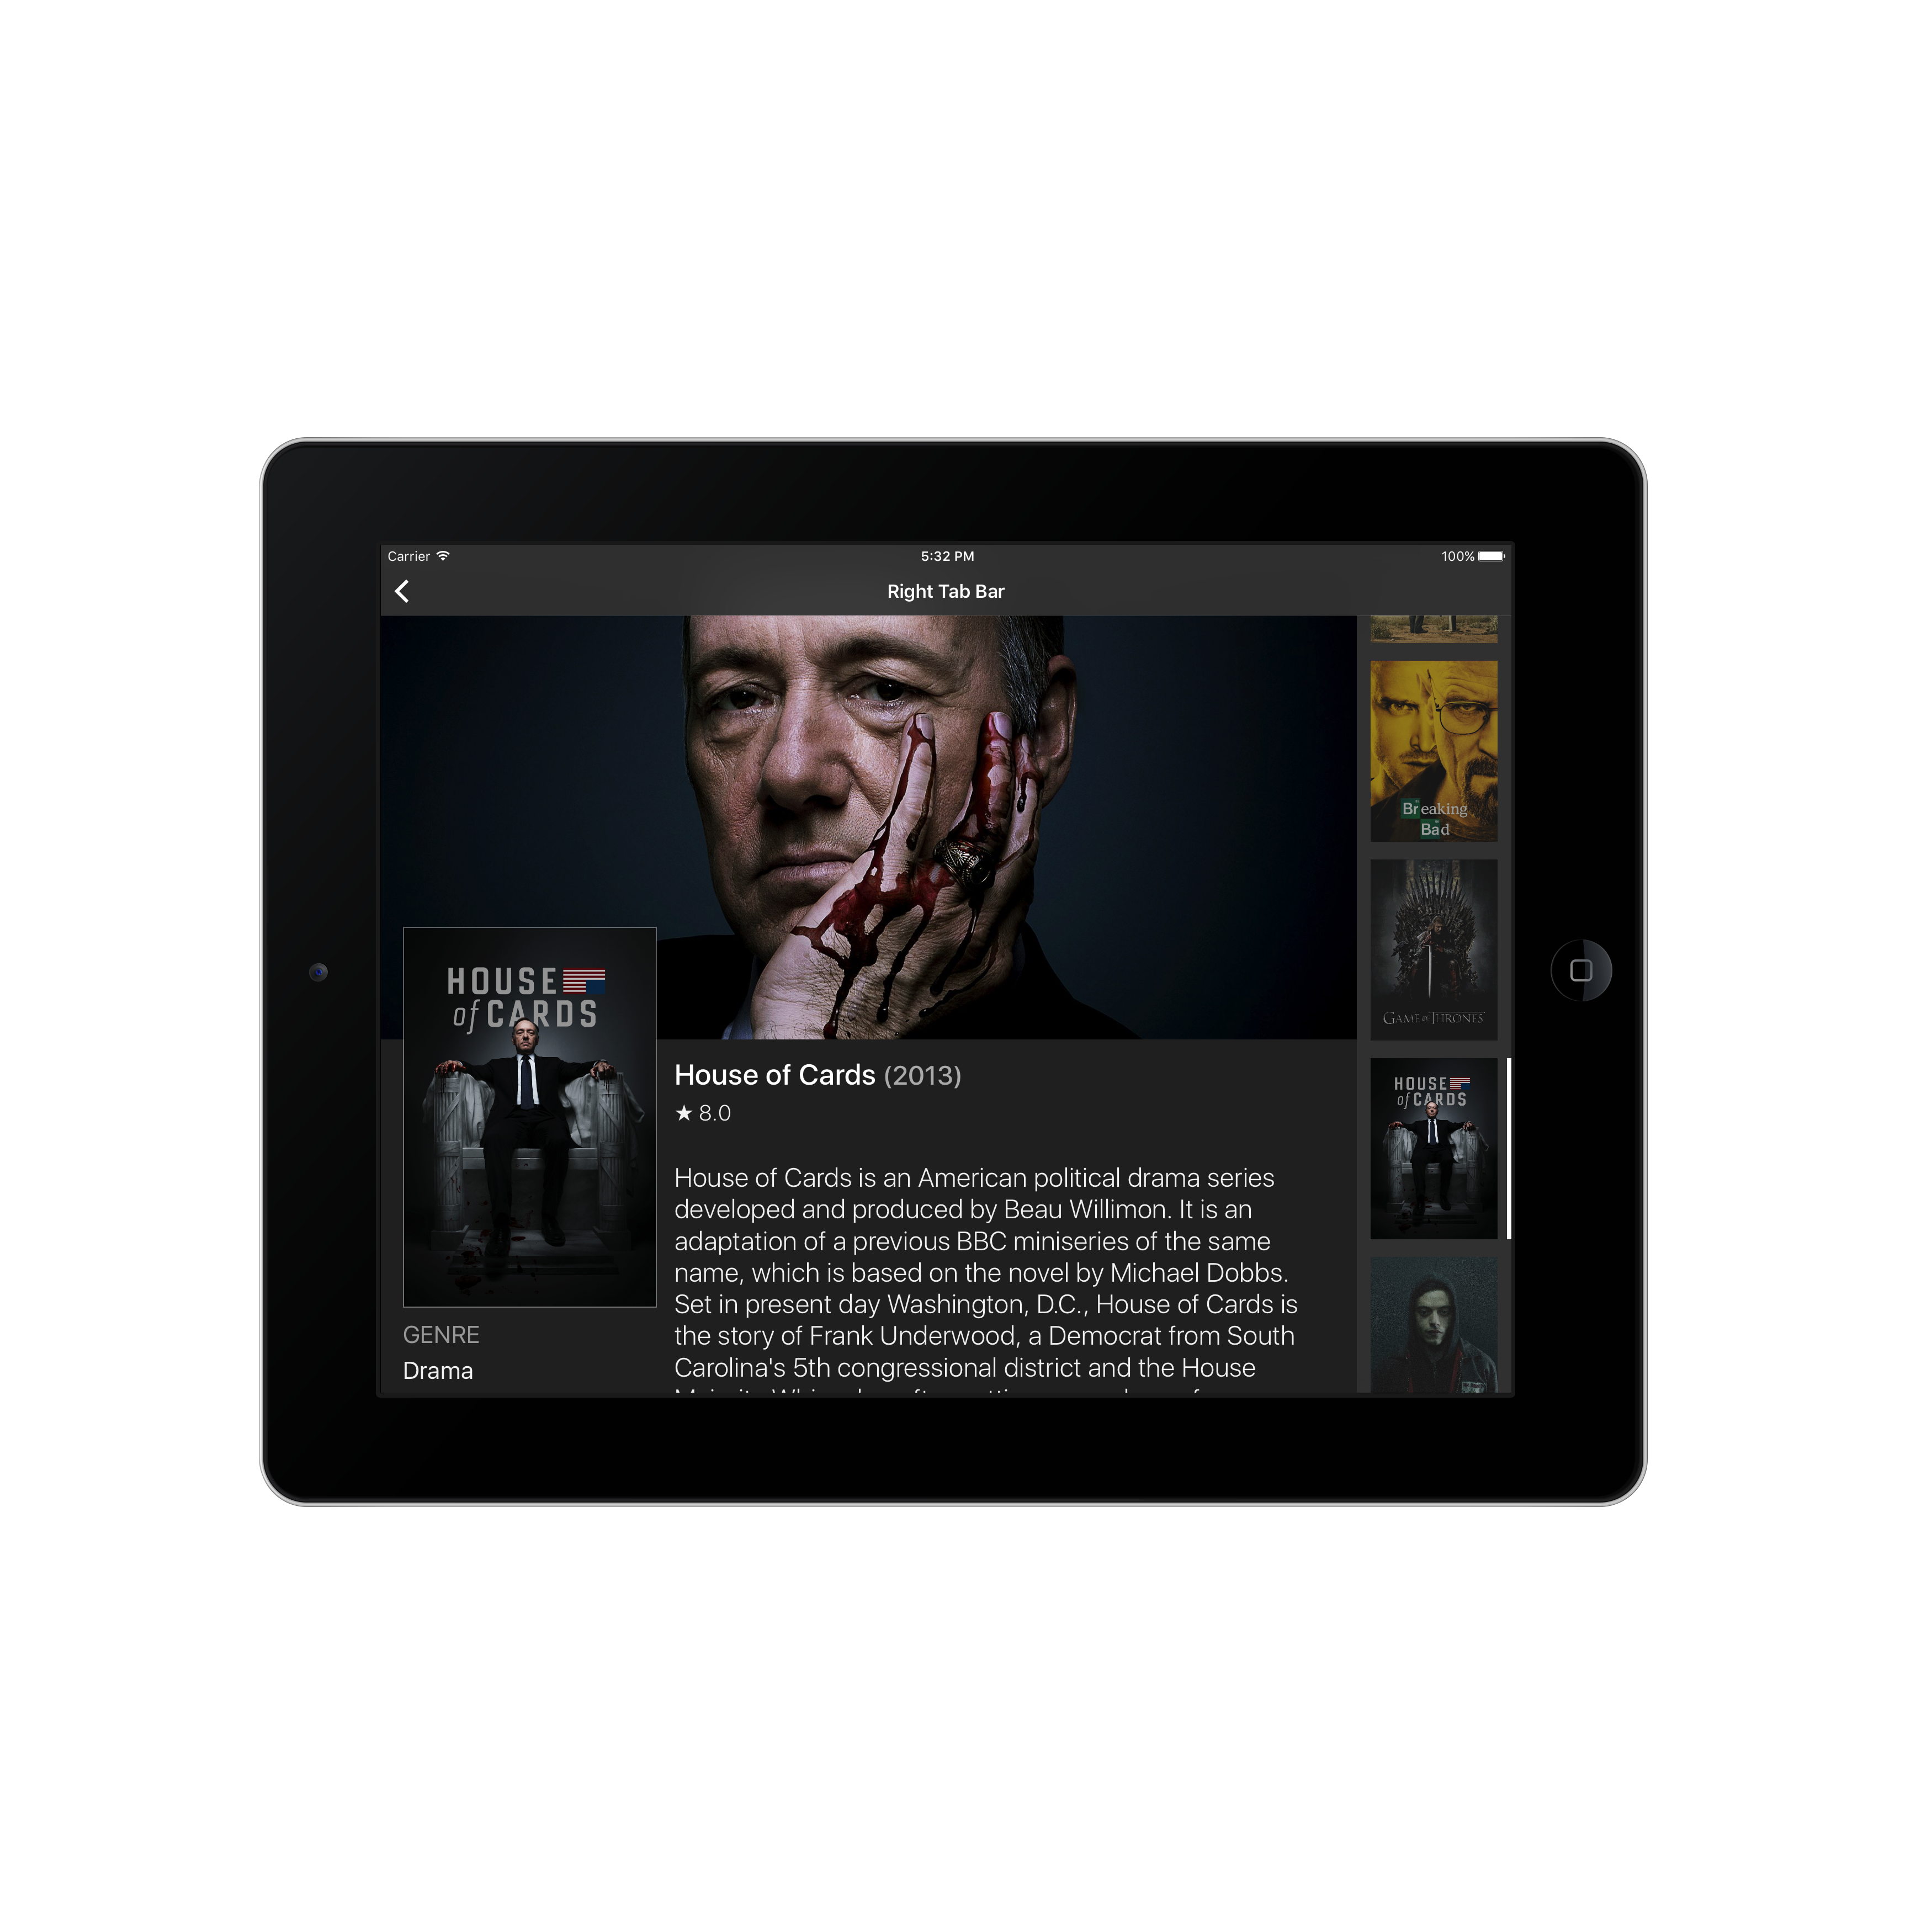 Carrier
5:32 PM
100%
Right Tab Bar
HOUSE
of CARDS
House of Cards (2013)
★ 8.0
House of Cards is an American political drama series
developed and produced by Beau Willimon. It is an
adaptation of a previous BBC miniseries of the same
name, which is based on the novel by Michael Dobbs.
Set in present day Washington, D.C., House of Cards is
the story of Frank Underwood, a Democrat from South
Carolina's 5th congressional district and the House
GENRE
Drama
Breaking
Bad
GAME OF THRONES
HOUSE
of CARDS